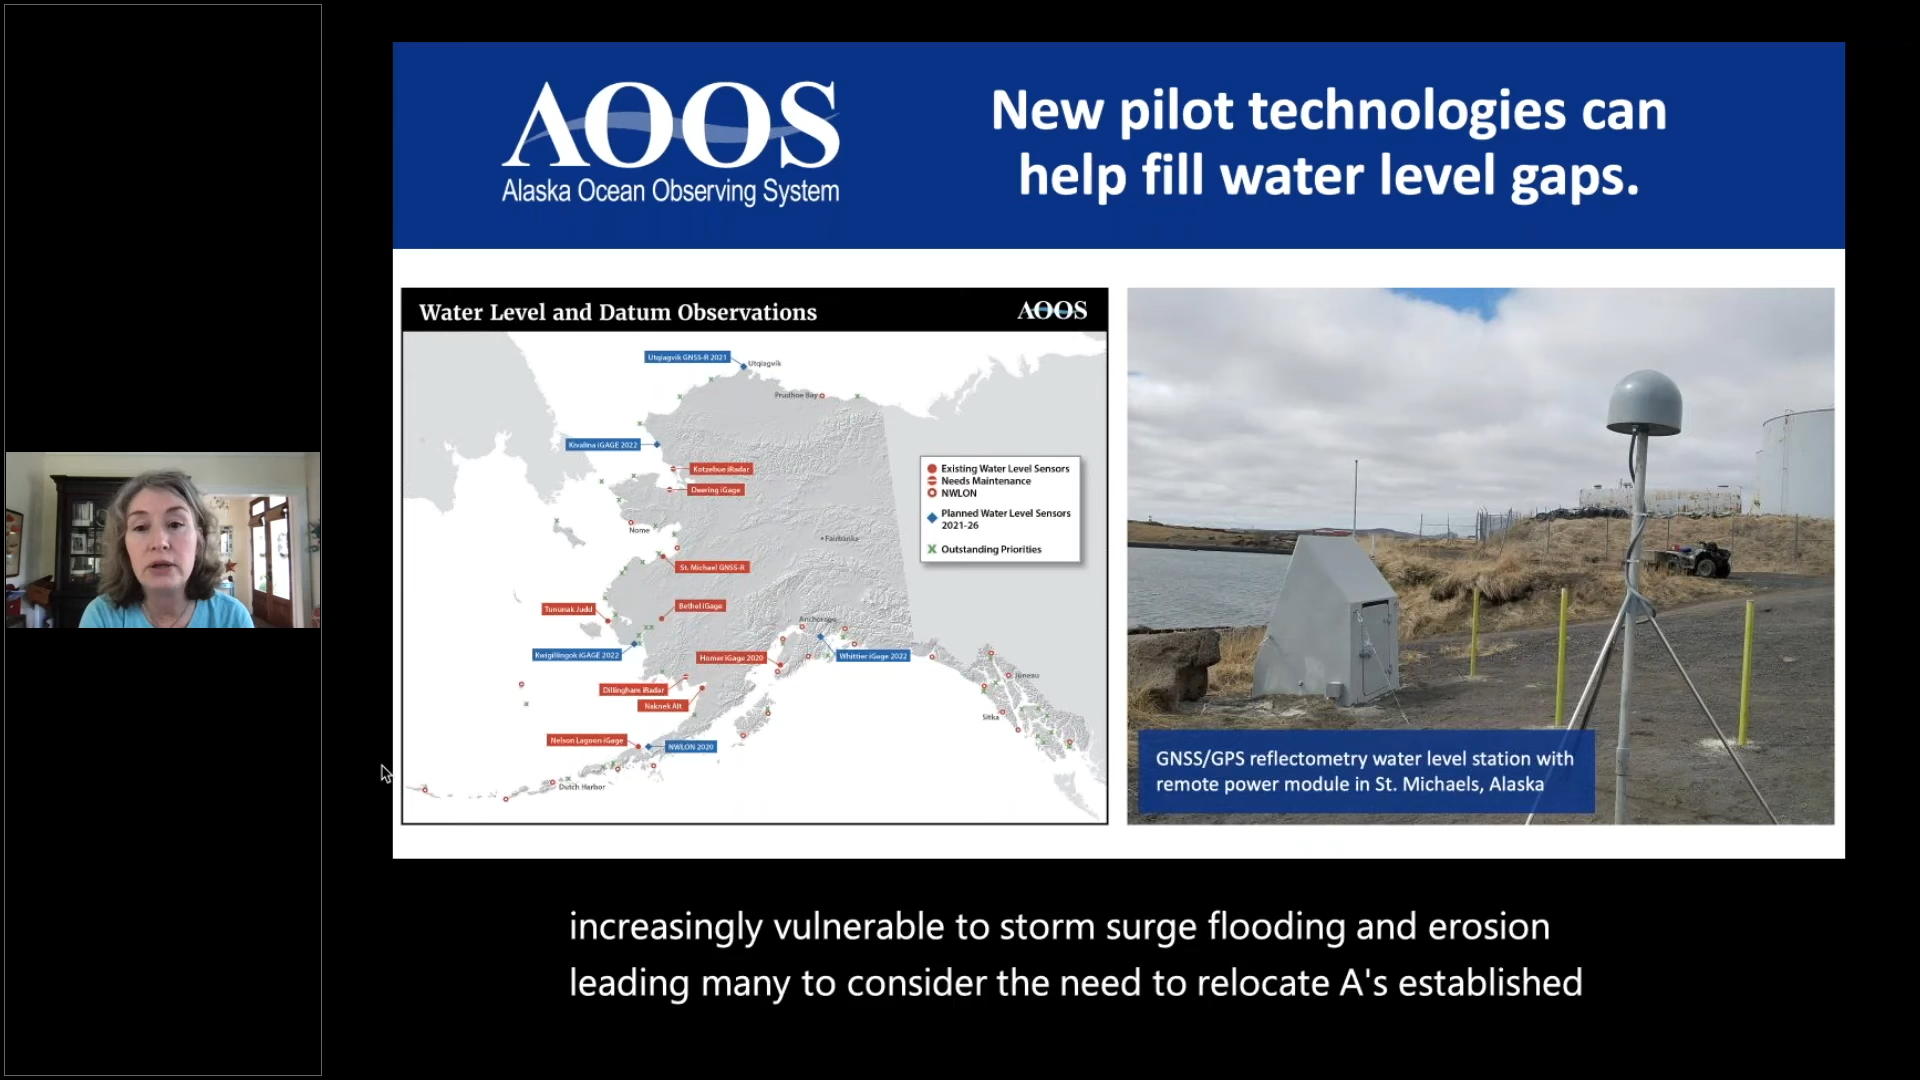 AOOS
Alaska Ocean Observing System
New pilot technologies can
help fill water level gaps.
Water Level and Datum Observations
AOOS
Utqiagvik GNSS-R 2021
Utqiagvik
Prudhoe Bay
Kivalina iGAGE 2022
Kotzebue iRadar
Deering iGage
Nome
Fairbanks
St. Michael GNSS-R
Tununak Judd
Bethel iGage
Anchorage
Kwigillingok iGAGE 2022
Homer iGage 2020
Whittier iGage 2022
Dillingham iRadar
Naknek Alt
Juneau
Sitka
Nelson Lagoon iGage
NWLON 2020
Dutch Harbor
Existing Water Level Sensors
Needs Maintenance
NWLON
Planned Water Level Sensors
2021-26
Outstanding Priorities
GNSS/GPS reflectometry water level station with
remote power module in St. Michaels, Alaska
increasingly vulnerable to storm surge flooding and erosion
leading many to consider the need to relocate A's established